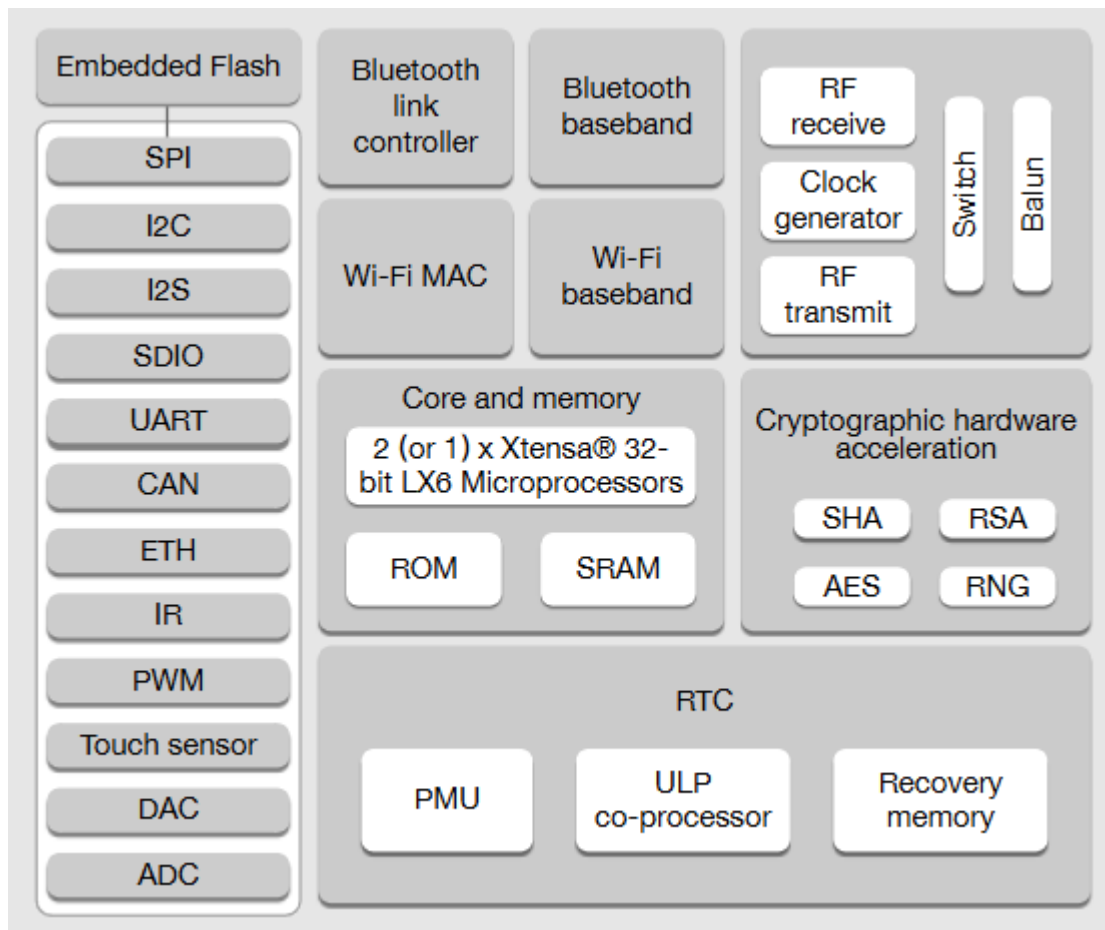 Embedded Flash
SPI
I2C
I2S
SDIO
UART
CAN
ETH
IR
PWM
Touch sensor
DAC
ADC
Bluetooth
link
controller
Bluetooth
baseband
Wi-Fi MAC
Wi-Fi
baseband
RF
receive
Clock
generator
RF
transmit
Switch
Balun
Core and memory
2 (or 1) x Xtensa® 32-
bit LX6 Microprocessors
ROM
SRAM
Cryptographic hardware
acceleration
SHA
RSA
AES
RNG
RTC
PMU
ULP
co-processor
Recovery
memory